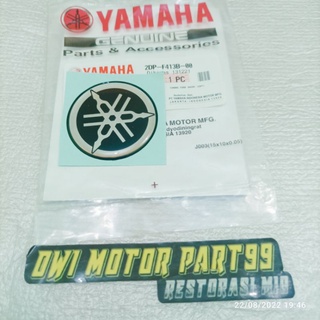 YAMAHA
GENUINE
Parts & Accessories
YAMAHA 2DP-F413B-00
1.PC
MOTOR MFG.
DWI MOTOR PART99
RESTORASI MIO
22/09/2022 19:46